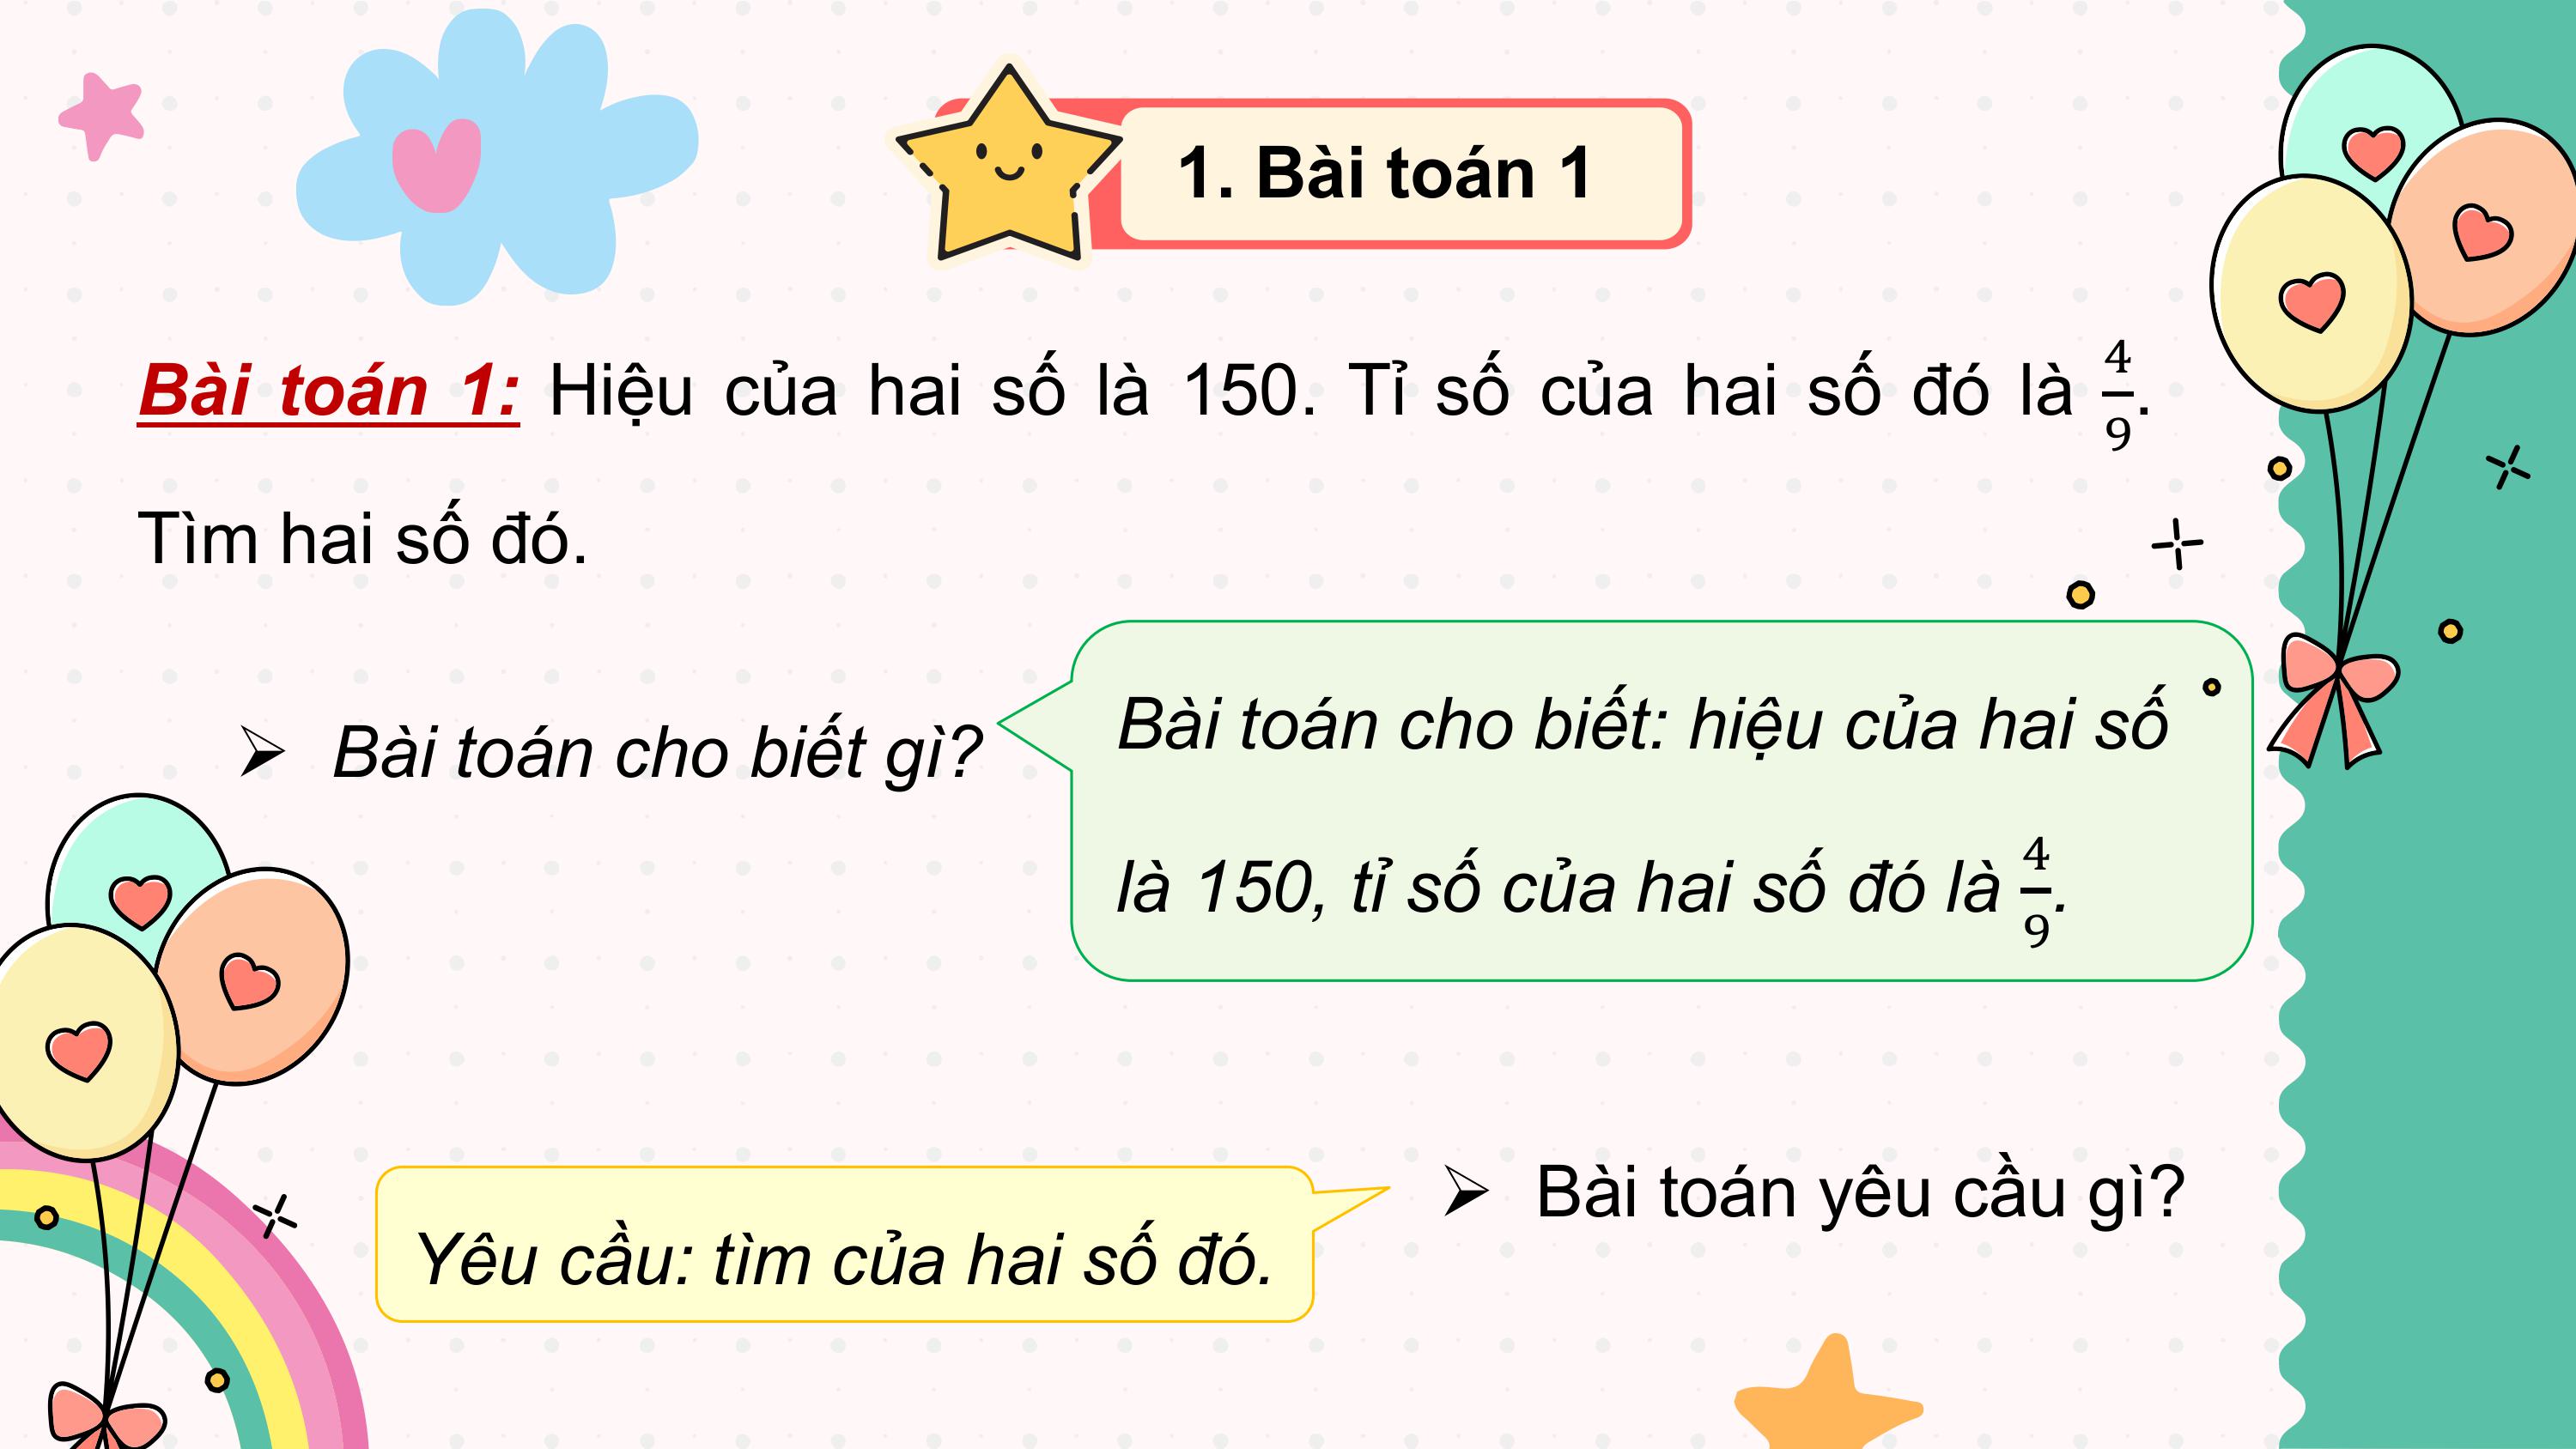 1. Bài toán 1
Bài toán 1: Hiệu của hai số là 150. Tỉ số của hai số đó là 4/9.
Tìm hai số đó.
➢ Bài toán cho biết gì?
Bài toán cho biết: hiệu của hai số
là 150, tỉ số của hai số đó là 4/9.
➢ Bài toán yêu cầu gì?
Yêu cầu: tìm của hai số đó.